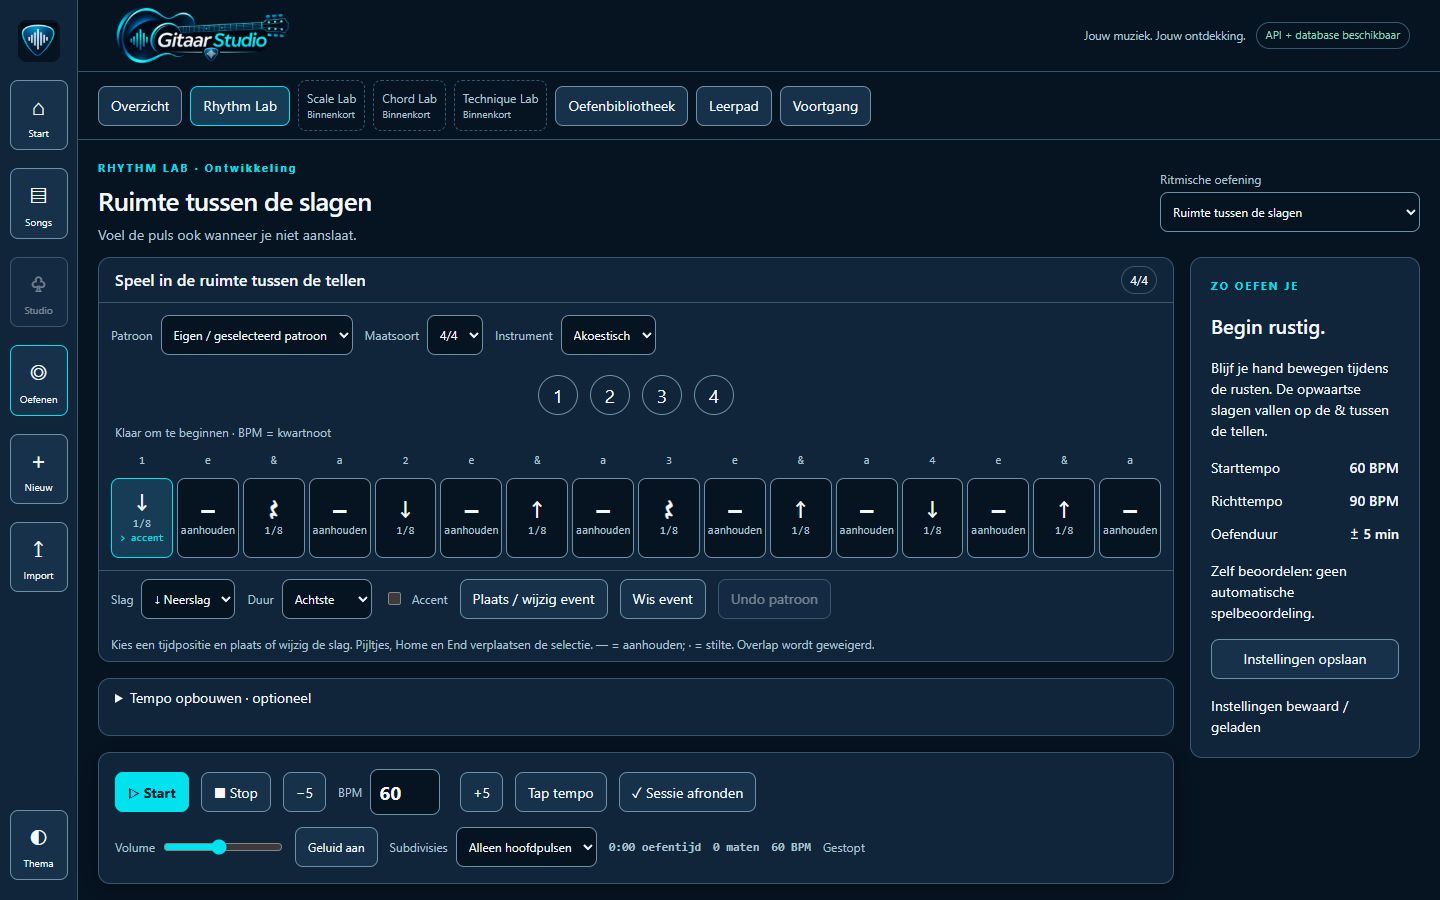 Gitaar Studio
Jouw muziek. Jouw ontdekking.
API + database beschikbaar
Start
Songs
Studio
Oefenen
Nieuw
Import
Thema
Overzicht
Rhythm Lab
Scale Lab
Binnenkort
Chord Lab
Binnenkort
Technique Lab
Binnenkort
Oefenbibliotheek
Leerpad
Voortgang
RHYTHM LAB · Ontwikkeling
Ruimte tussen de slagen
Voel de puls ook wanneer je niet aanslaat.
Ritmische oefening
Ruimte tussen de slagen
Speel in de ruimte tussen de tellen
4/4
Patroon
Eigen / geselecteerd patroon
Maatsoort
4/4
Instrument
Akoestisch
1 2 3 4
Klaar om te beginnen · BPM = kwartnoot
1 e & a 2 e & a 3 e & a 4 e & a
↓ — 𝄽 — ↓ — ↑ — 𝄽 — ↑ — ↓ — ↑ —
1/8 aanhouden 1/8 aanhouden 1/8 aanhouden 1/8 aanhouden 1/8 aanhouden 1/8 aanhouden 1/8 aanhouden 1/8 aanhouden
> accent
Slag
↓ Neerslag
Duur
Achtste
Accent
Plaats / wijzig event
Wis event
Undo patroon
Kies een tijdpositie en plaats of wijzig de slag. Pijltjes, Home en End verplaatsen de selectie. — = aanhouden; · = stilte. Overlap wordt geweigerd.
▶ Tempo opbouwen · optioneel
▷ Start
■ Stop
−5
BPM
60
+5
Tap tempo
✓ Sessie afronden
Volume
Geluid aan
Subdivisies
Alleen hoofdpulsen
0:00 oefentijd
0 maten
60 BPM
Gestopt
ZO OEFEN JE
Begin rustig.
Blijf je hand bewegen tijdens
de rusten. De opwaartse
slagen vallen op de & tussen
de tellen.
Starttempo 60 BPM
Richttempo 90 BPM
Oefenduur ± 5 min
Zelf beoordelen: geen
automatische
spelbeoordeling.
Instellingen opslaan
Instellingen bewaard /
geladen